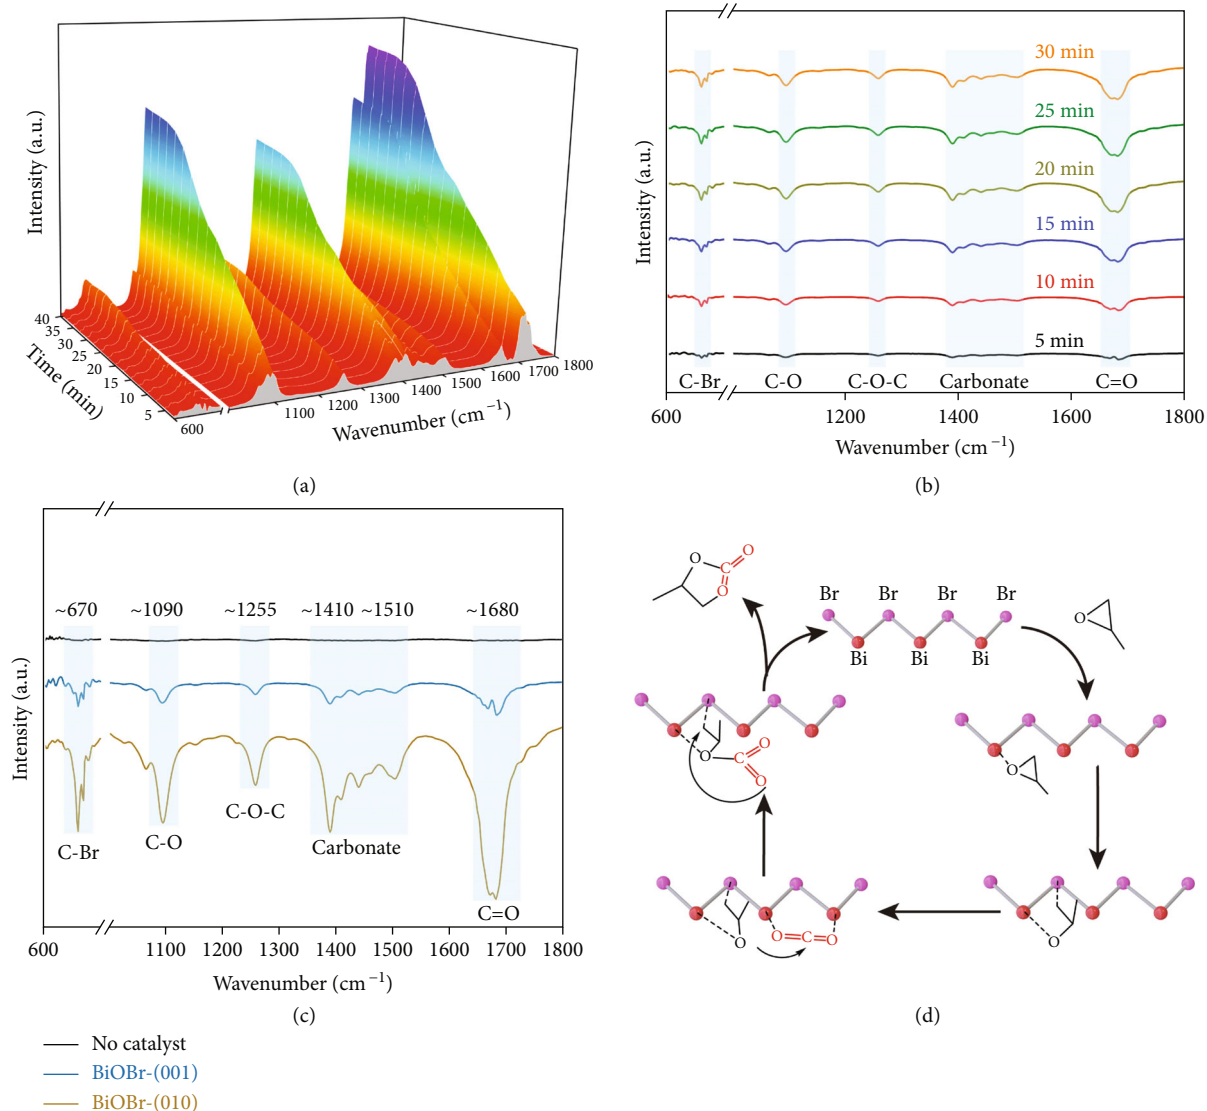 Intensity (a.u.)
40
35
30
25
20
15
10
5
Time (min)
600
1100
1200
1300
1400
1500
1600
1700
1800
Wavenumber (cm−1)
(a)
Intensity (a.u.)
30 min
25 min
20 min
15 min
10 min
5 min
C-Br
C-O
C-O-C
Carbonate
C=O
600
1200
1400
1600
1800
Wavenumber (cm−1)
(b)
Intensity (a.u.)
~670
~1090
~1255
~1410
~1510
~1680
C-Br
C-O
C-O-C
Carbonate
C=O
600
1100
1200
1300
1400
1500
1600
1700
1800
Wavenumber (cm−1)
(c)
No catalyst
BiOBr-(001)
BiOBr-(010)
O
C
O
O
Br
Br
Br
Br
Bi
Bi
Bi
O
O
O
O
O=C=O
O
C
O
O
(d)